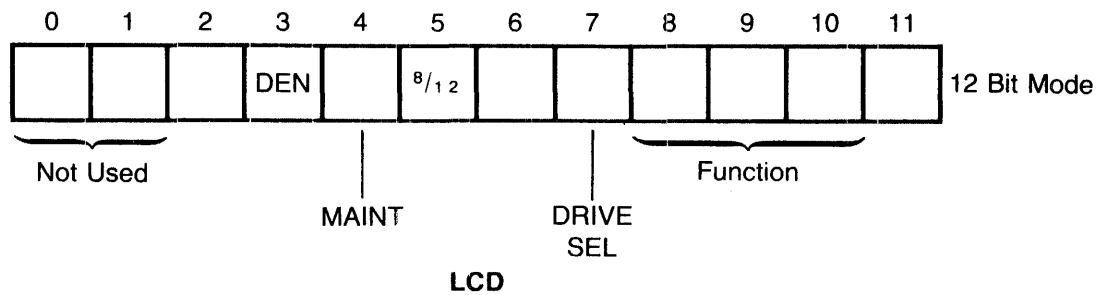 0 1 2 3 4 5 6 7 8 9 10 11
DEN 8/12 12 Bit Mode
Not Used Function
MAINT DRIVE
SEL
LCD